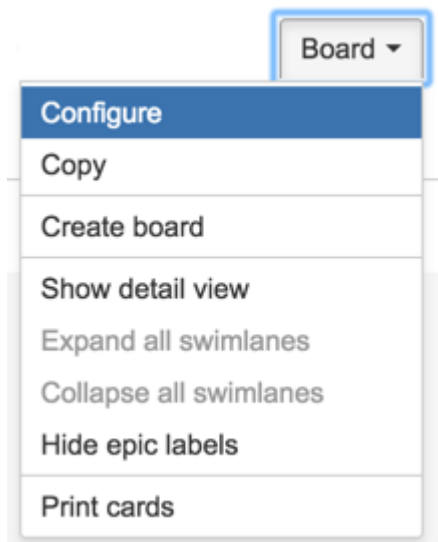 Board
Configure
Copy
Create board
Show detail view
Expand all swimlanes
Collapse all swimlanes
Hide epic labels
Print cards